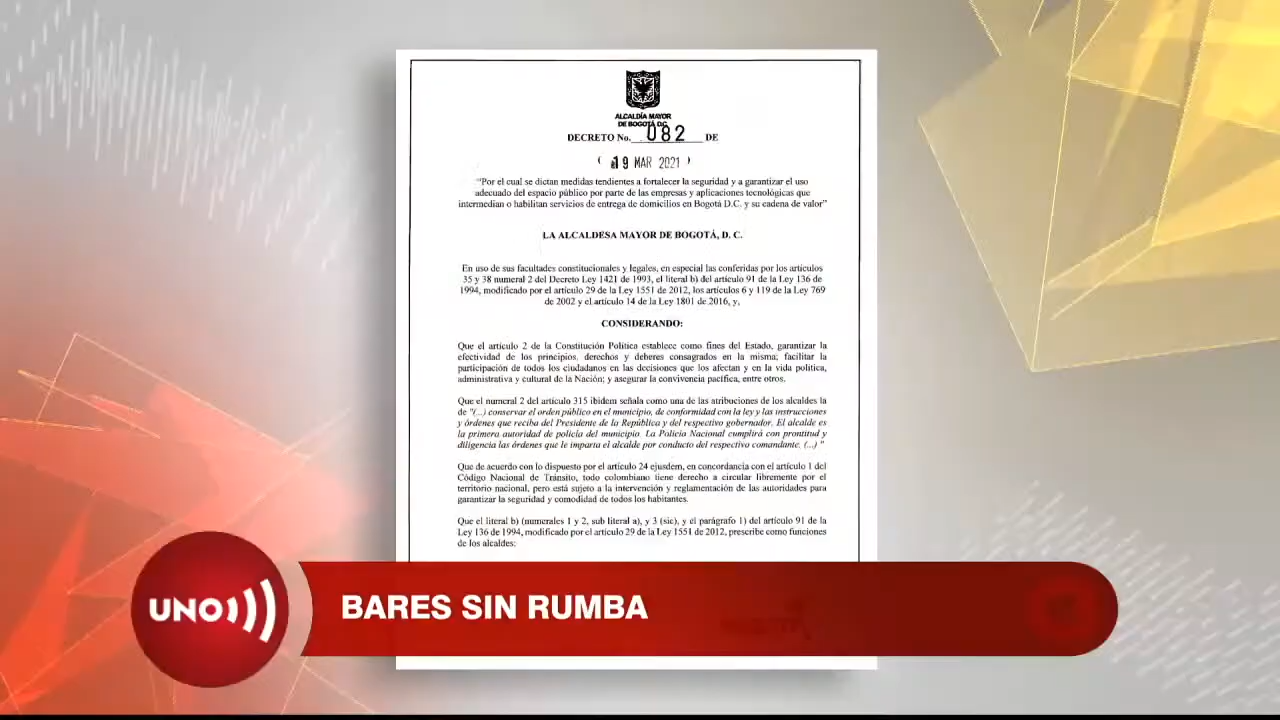 ALCALDÍA MAYOR
DE BOGOTÁ D.C.
DECRETO No. 082 DE
( 19 MAR 2021 )
"Por el cual se dictan medidas tendientes a fortalecer la seguridad y a garantizar el uso
adecuado del espacio público por parte de las empresas y aplicaciones tecnológicas que
intermedian o habilitan servicios de entrega de domicilios en Bogotá D.C. y su cadena de valor"
LA ALCALDESA MAYOR DE BOGOTÁ, D. C.
En uso de sus facultades constitucionales y legales, en especial las conferidas por los artículos
35 y 38 numeral 2 del Decreto Ley 1421 de 1993, el literal b) del artículo 91 de la Ley 136 de
1994, modificado por el artículo 29 de la Ley 1551 de 2012, los artículos 6 y 119 de la Ley 769
de 2002 y el artículo 14 de la Ley 1801 de 2016, y,
CONSIDERANDO:
Que el artículo 2 de la Constitución Política establece como fines del Estado, garantizar la
efectividad de los principios, derechos y deberes consagrados en la misma; facilitar la
participación de todos los ciudadanos en las decisiones que los afectan y en la vida política,
administrativa y cultural de la Nación; y asegurar la convivencia pacífica, entre otros.
Que el numeral 2 del artículo 315 ibidem señala como una de las atribuciones de los alcaldes la
de "(...) conservar el orden público en el municipio, de conformidad con la ley y las instrucciones
y órdenes que reciba del Presidente de la República y del respectivo gobernador. El alcalde es
la primera autoridad de policía del municipio. La Policía Nacional cumplirá con prontitud y
diligencia las órdenes que le imparta el alcalde por conducto del respectivo comandante. (...) "
Que de acuerdo con lo dispuesto por el artículo 24 ejusdem, en concordancia con el artículo 1 del
Código Nacional de Tránsito, todo colombiano tiene derecho a circular libremente por el
territorio nacional, pero está sujeto a la intervención y reglamentación de las autoridades para
garantizar la seguridad y comodidad de todos los habitantes.
Que el literal b) (numerales 1 y 2, sub literal a), y 3 (sic), y el parágrafo 1) del artículo 91 de la
Ley 136 de 1994, modificado por el artículo 29 de la Ley 1551 de 2012, prescribe como funciones
de los alcaldes:
UNO
BARES SIN RUMBA